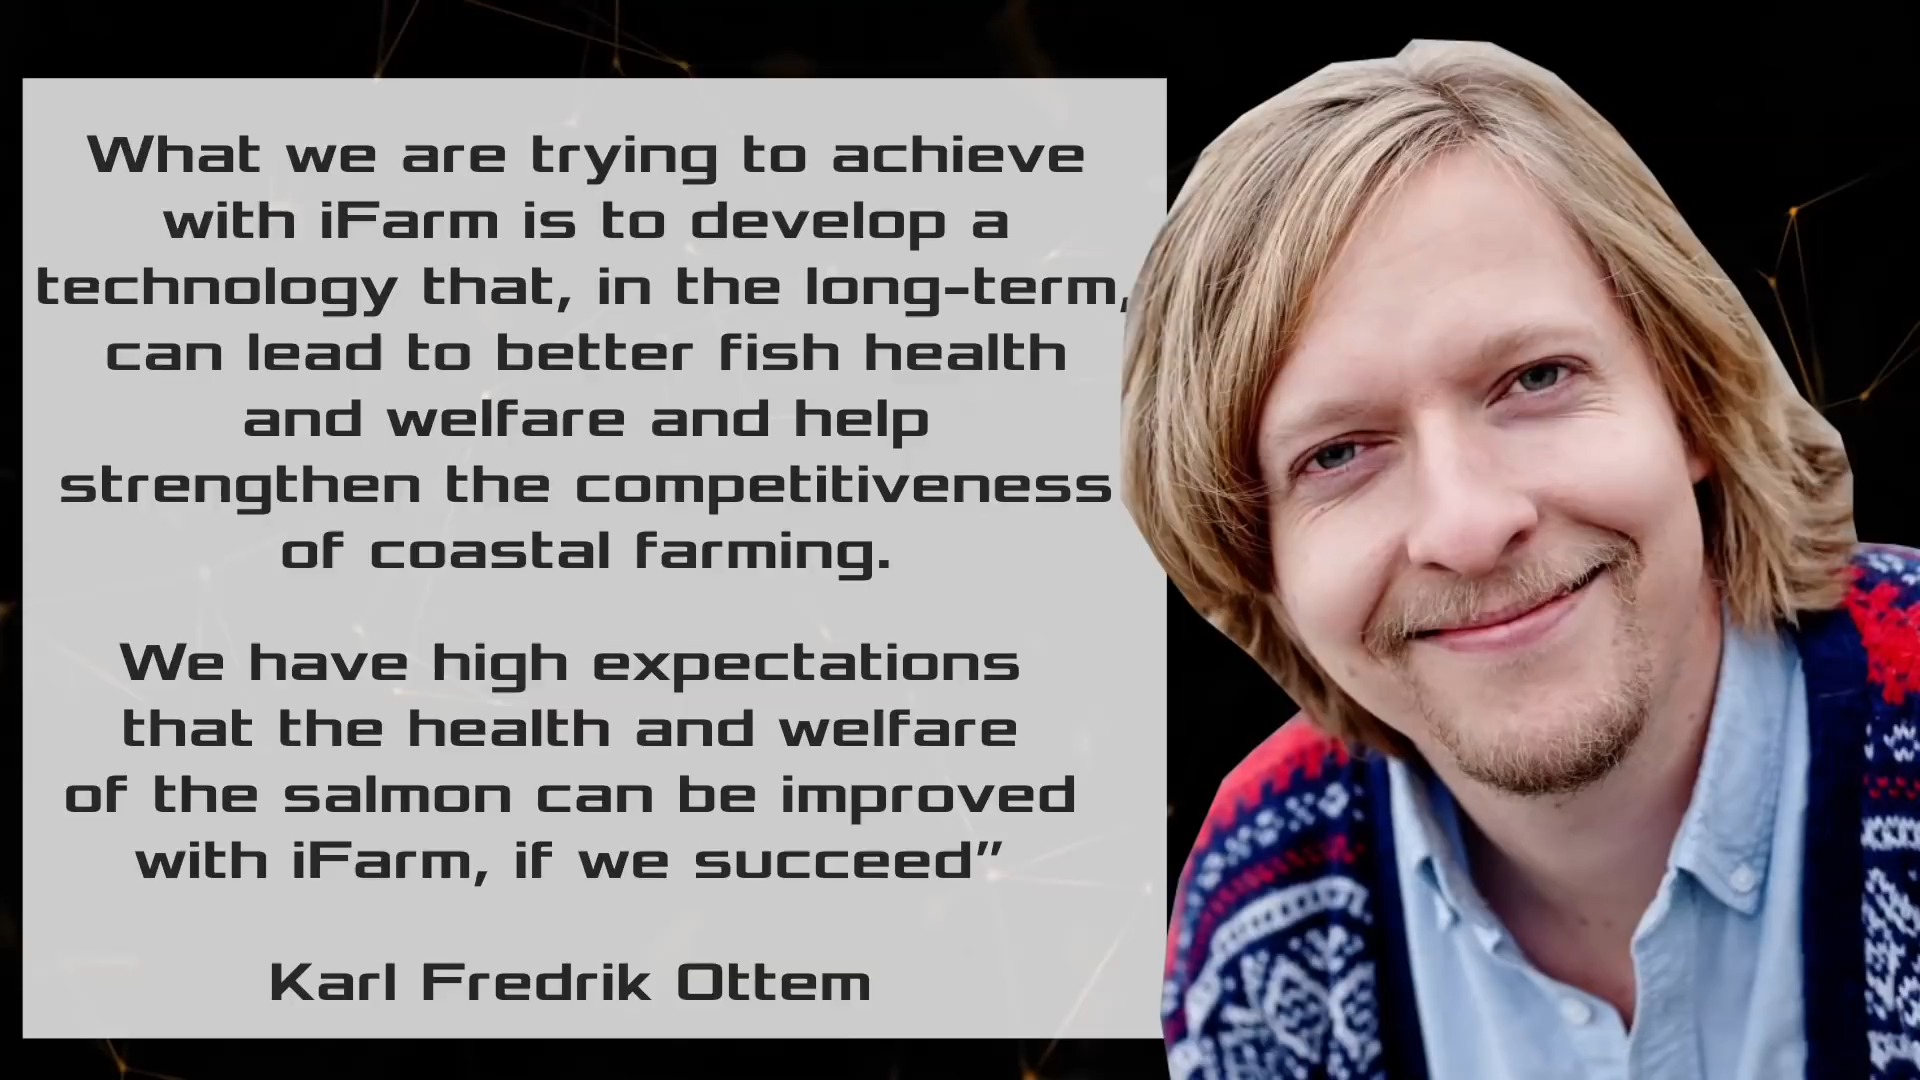 What we are trying to achieve
with iFarm is to develop a
technology that, in the long-term,
can lead to better fish health
and welfare and help
strengthen the competitiveness
of coastal farming.
We have high expectations
that the health and welfare
of the salmon can be improved
with iFarm, if we succeed”
Karl Fredrik Ottem